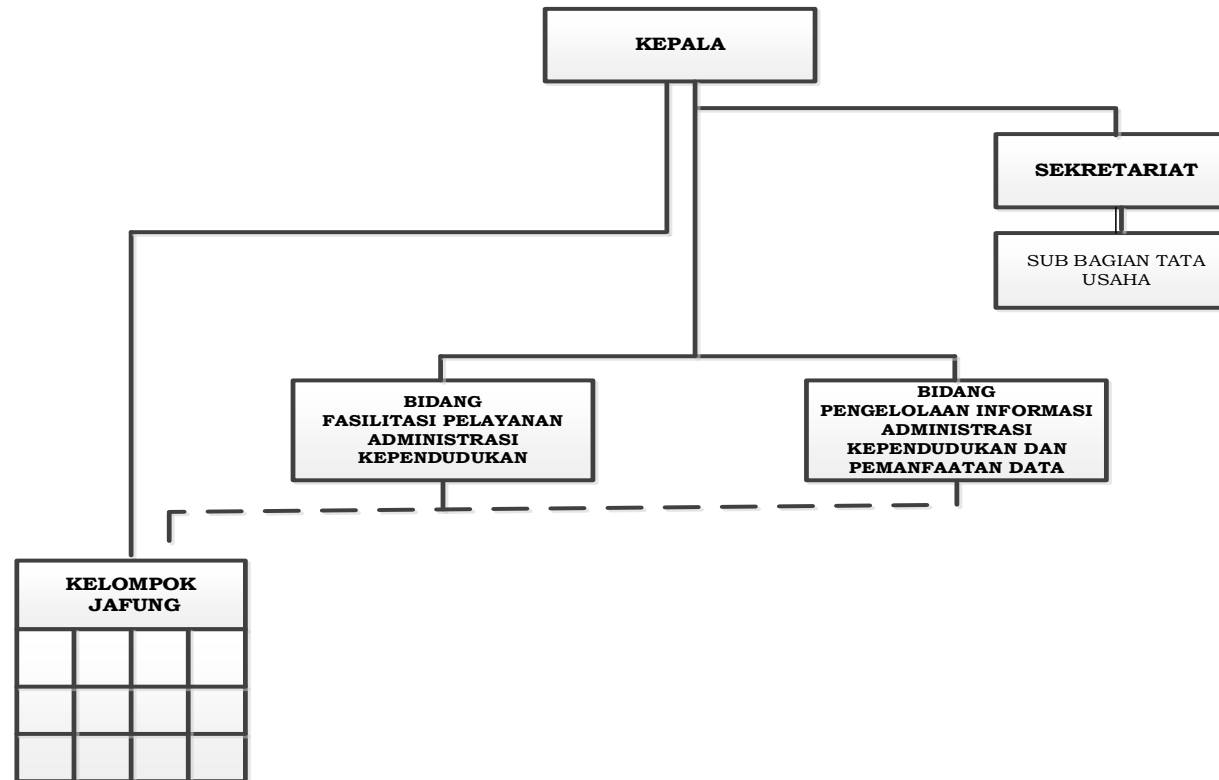 KEPALA
SEKRETARIAT
SUB BAGIAN TATA
USAHA
BIDANG
FASILITASI PELAYANAN
ADMINISTRASI
KEPENDUDUKAN
BIDANG
PENGELOLAAN INFORMASI
ADMINISTRASI
KEPENDUDUKAN DAN
PEMANFAATAN DATA
KELOMPOK
JAFUNG